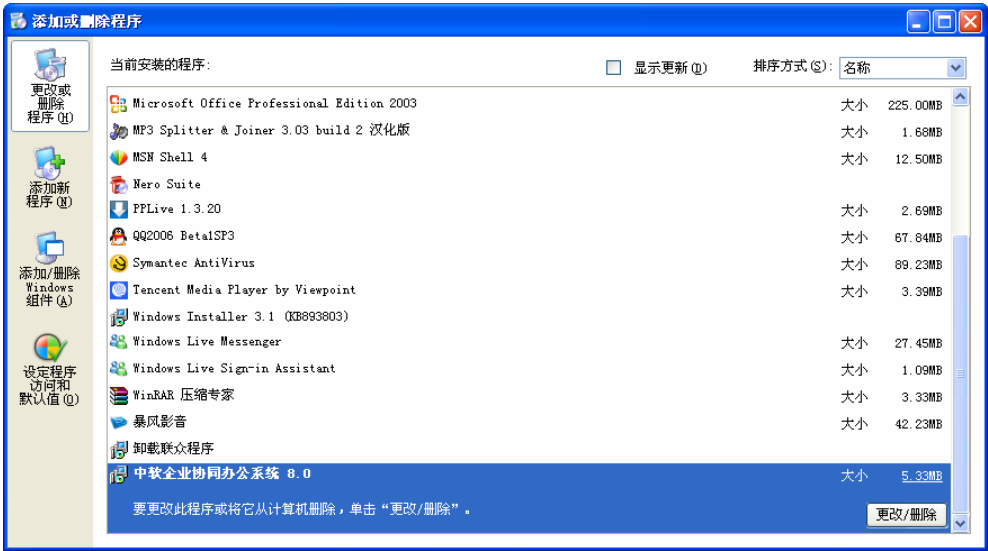 添加或删除程序
更改或
删除
程序(H)
添加新
程序(N)
添加/删除
Windows
组件(A)
设定程序
访问和
默认值(O)
当前安装的程序:
显示更新(D)
排序方式(S): 名称
Microsoft Office Professional Edition 2003 大小 225.00MB
MP3 Splitter & Joiner 3.03 build 2 汉化版 大小 1.68MB
MSN Shell 4 大小 12.50MB
Nero Suite
PPLive 1.3.20 大小 2.69MB
QQ2006 Beta1SP3 大小 67.84MB
Symantec AntiVirus 大小 89.23MB
Tencent Media Player by Viewpoint 大小 3.39MB
Windows Installer 3.1 (KB893803)
Windows Live Messenger 大小 27.45MB
Windows Live Sign-in Assistant 大小 1.09MB
WinRAR 压缩专家 大小 3.33MB
暴风影音 大小 42.23MB
卸载联众程序
中软企业协同办公系统 8.0 大小 5.33MB
要更改此程序或将它从计算机删除，单击“更改/删除”。
更改/删除